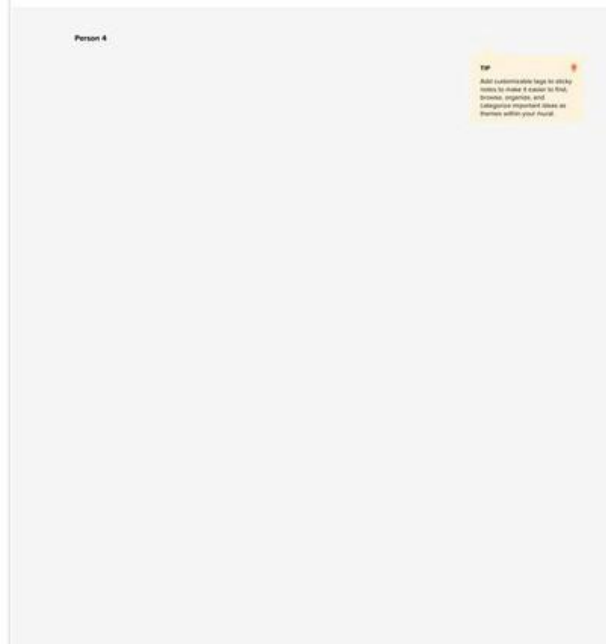 Person 4
TIP
Add customizable tags to sticky
notes to make it easier to find,
browse, organize, and
categorize important ideas as
themes within your mural.